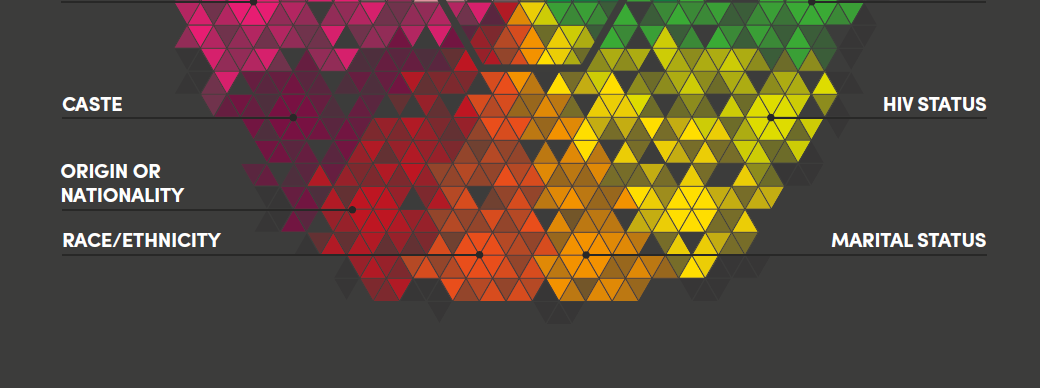 CASTE
HIV STATUS
ORIGIN OR
NATIONALITY
RACE/ETHNICITY
MARITAL STATUS